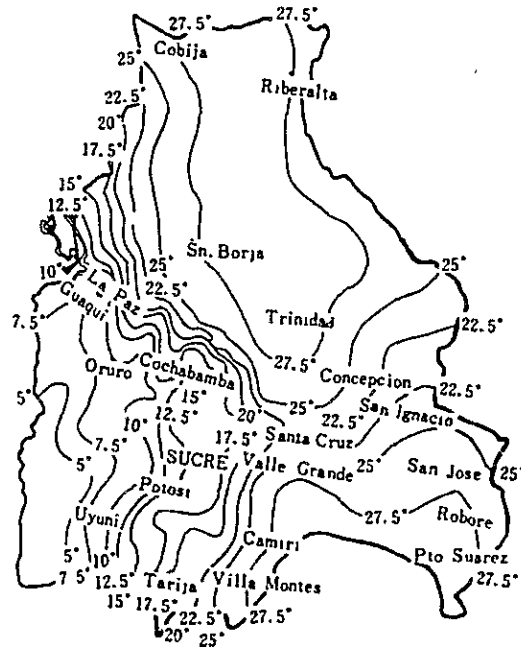 27.5° 27.5°
25° Cobija
Riberalta
22.5°
20°
17.5°
15°
12.5°
Sn. Borja
10° 25° 25°
La Paz 22.5°
Guaqui
7.5° Trinidad 22.5°
27.5°
Oruro Cochabamba Concepcion
5° 15° 22.5°
12.5° 20° 25° 22.5° San Ignacio
10° 17.5° Santa Cruz
7.5° SUCRE Valle Grande 25° San Jose 25°
5°
Potosi
Uyuni 27.5° Robore
Camiri
5° 10° Pto Suarez
7.5° 12.5° Tarija Villa Montes 27.5°
15° 17.5° 22.5° 27.5°
20° 25°